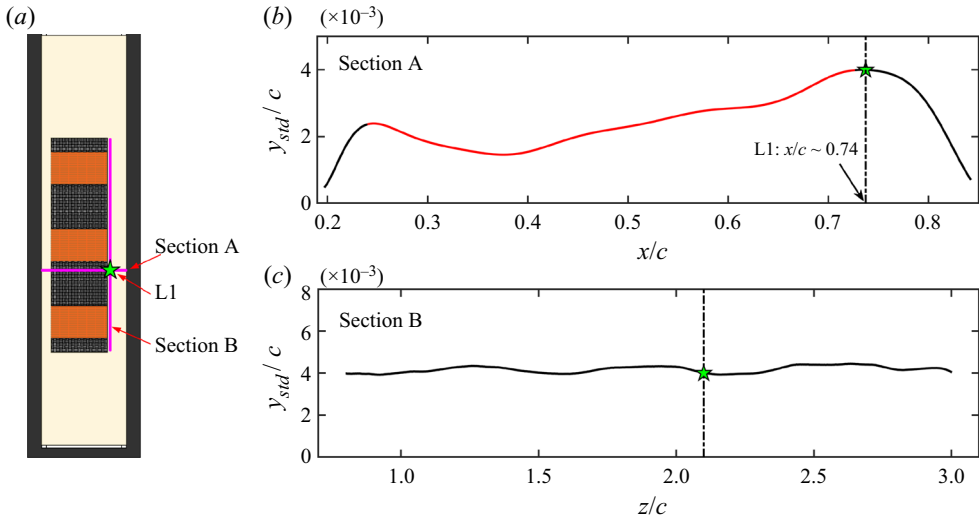 (a)
Section A
L1
Section B
(b)
(×10⁻³)
Section A
y_std / c
4
2
0
L1: x/c ~ 0.74
0.2 0.3 0.4 0.5 0.6 0.7 0.8
x/c
(c)
(×10⁻³)
Section B
y_std / c
8
6
4
2
0
1.0 1.5 2.0 2.5 3.0
z/c